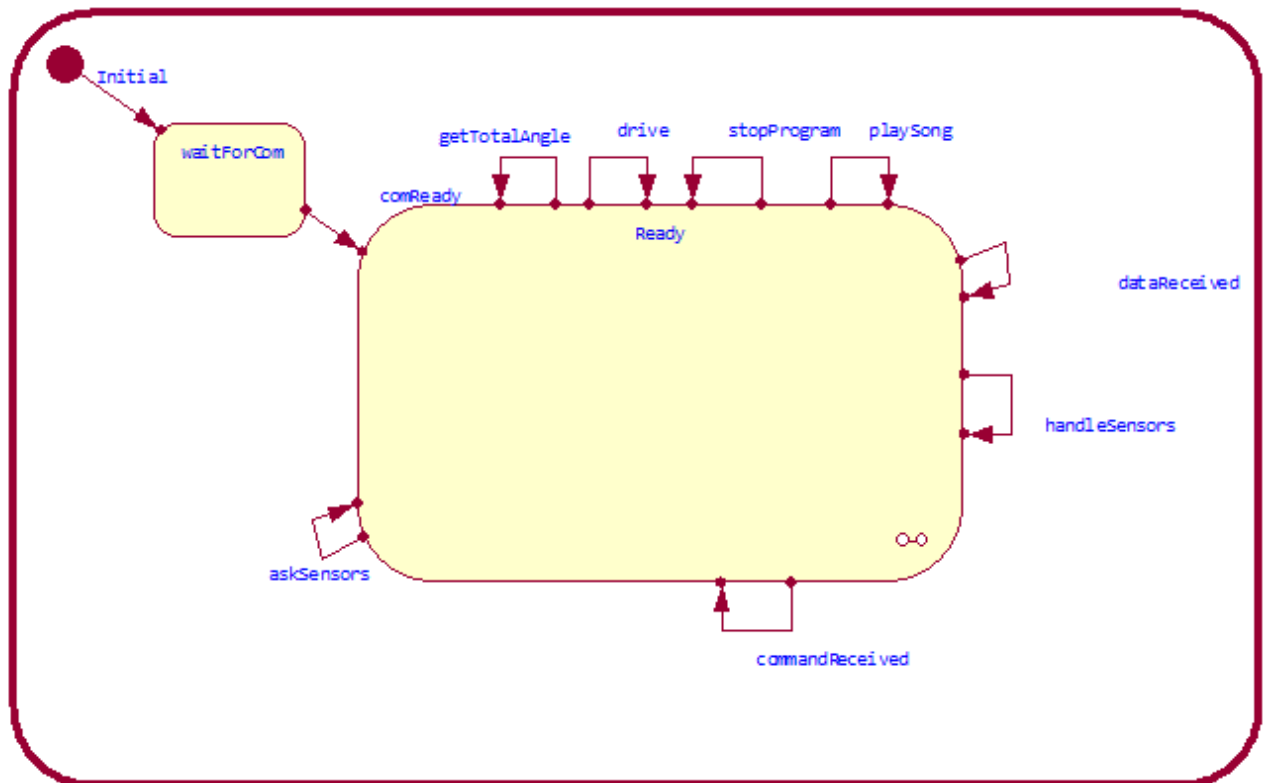 Initial
waitForCom
getTotalAngle
drive
stopProgram
playSong
comReady
Ready
dataReceived
handleSensors
askSensors
commandReceived